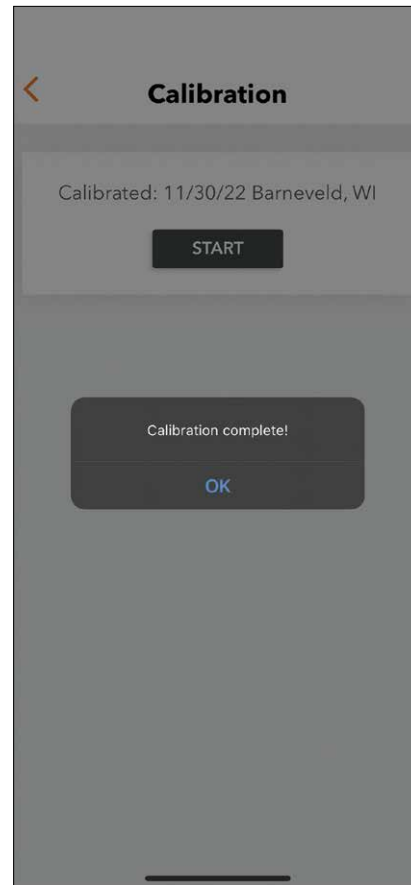 Calibration
Calibrated: 11/30/22 Barneveld, WI
START
Calibration complete!
OK